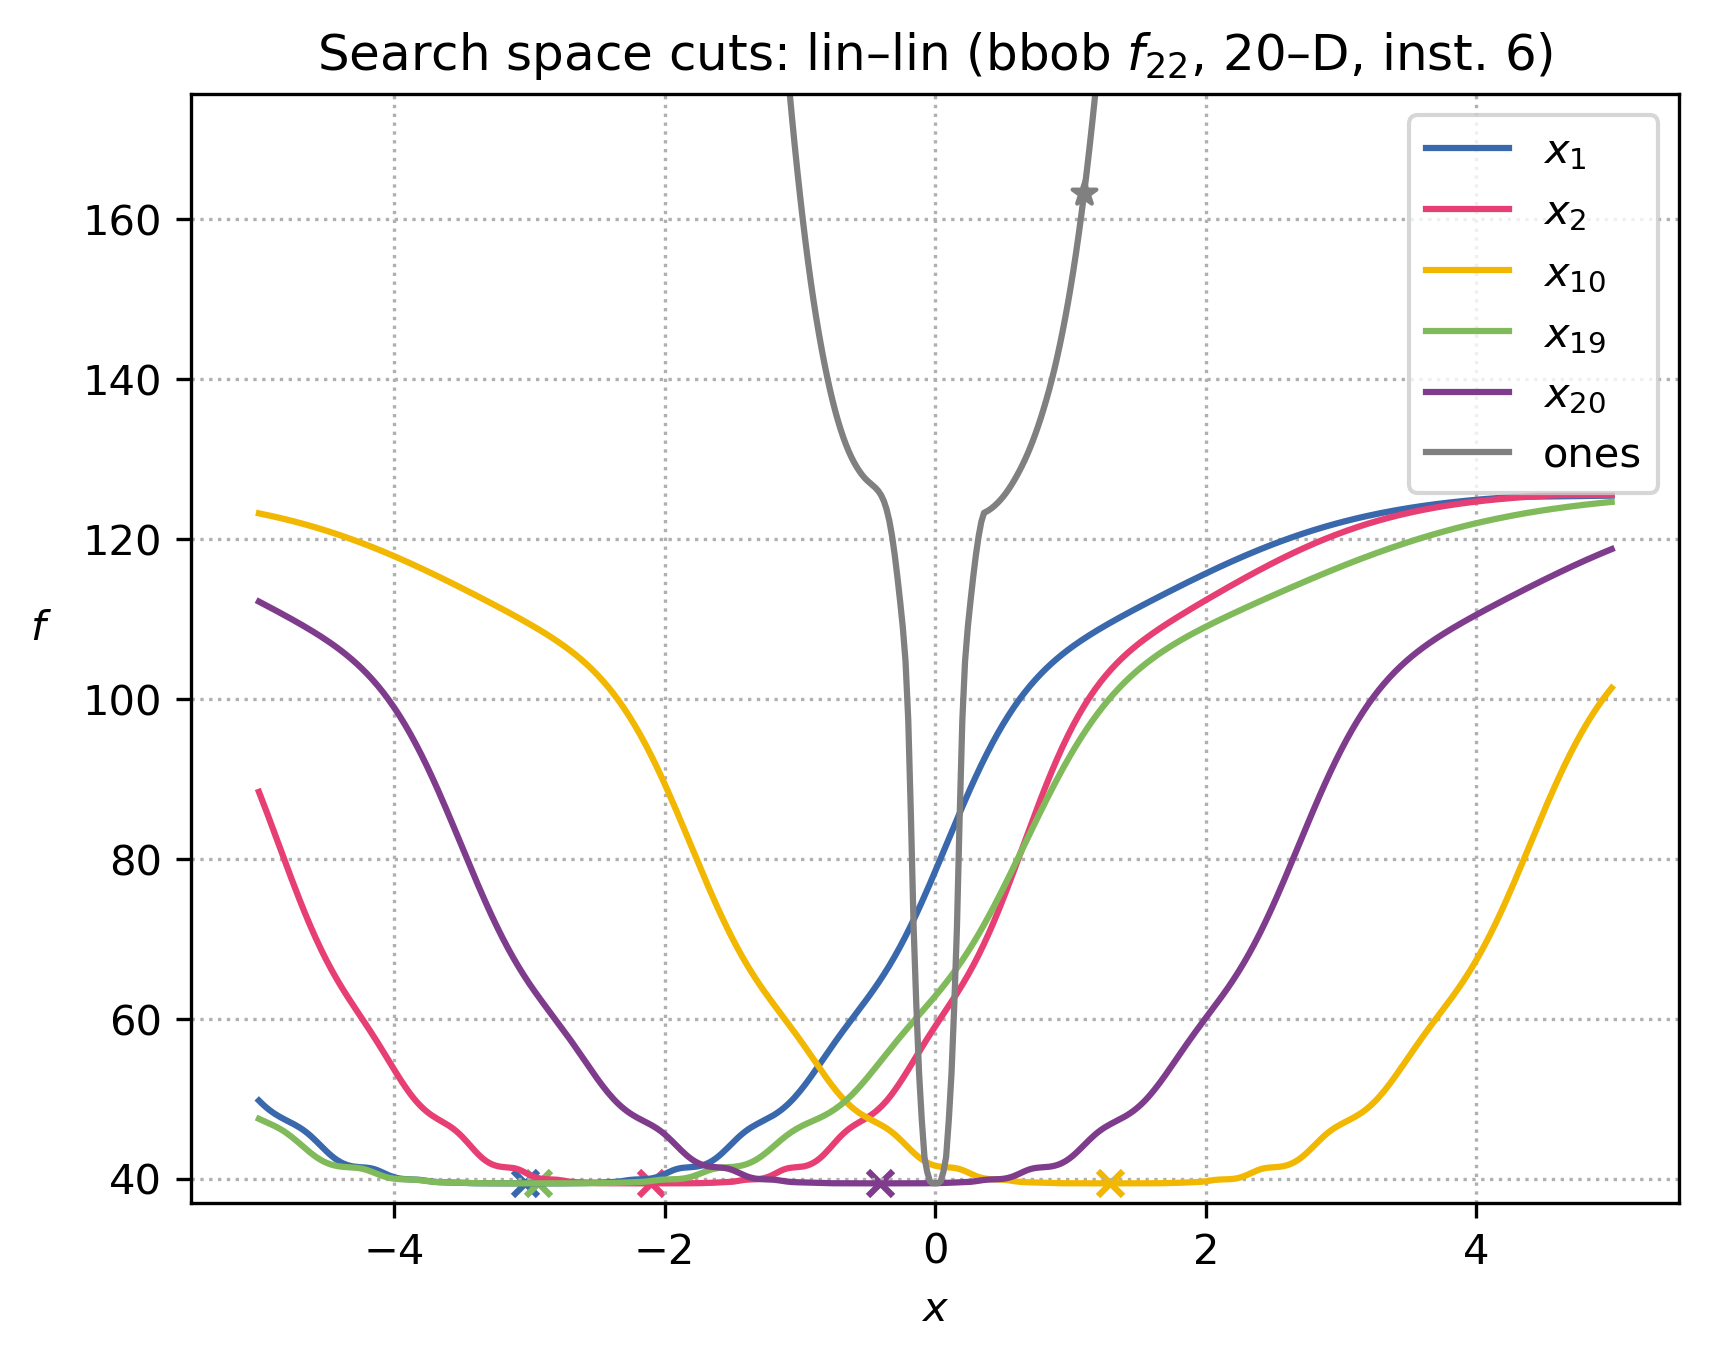 Search space cuts: lin–lin (bbob f₂₂, 20–D, inst. 6)
x₁
x₂
x₁₀
x₁₉
x₂₀
ones
160
140
120
100
80
60
40
f
−4 −2 0 2 4
x